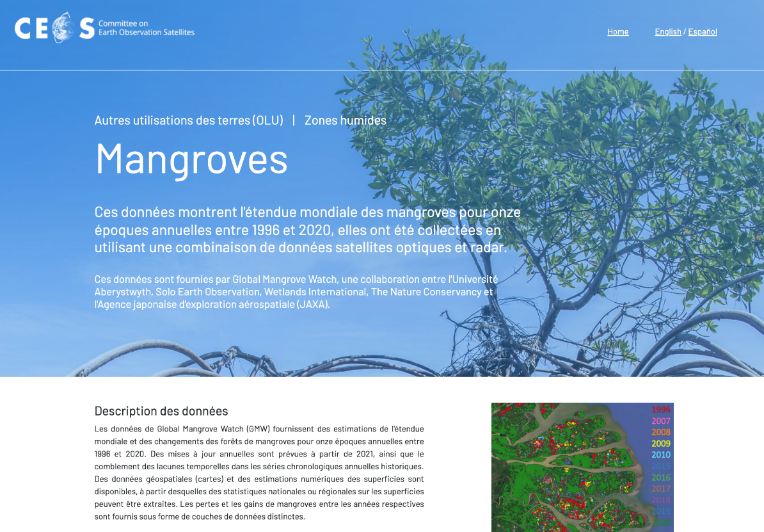 CEOS Committee on
Earth Observation Satellites
Home English / Español
Autres utilisations des terres (OLU) | Zones humides
Mangroves
Ces données montrent l'étendue mondiale des mangroves pour onze
époques annuelles entre 1996 et 2020, elles ont été collectées en
utilisant une combinaison de données satellites optiques et radar.
Ces données sont fournies par Global Mangrove Watch, une collaboration entre l'Université
Aberystwyth, Solo Earth Observation, Wetlands International, The Nature Conservancy et
l'Agence japonaise d'exploration aérospatiale (JAXA).
Description des données
Les données de Global Mangrove Watch (GMW) fournissent des estimations de l'étendue
mondiale et des changements des forêts de mangroves pour onze époques annuelles entre
1996 et 2020. Des mises à jour annuelles sont prévues à partir de 2021, ainsi que le
comblement des lacunes temporelles dans les séries chronologiques annuelles historiques.
Des données géospatiales (cartes) et des estimations numériques des superficies sont
disponibles, à partir desquelles des statistiques nationales ou régionales sur les superficies
peuvent être extraites. Les pertes et les gains de mangroves entre les années respectives
sont fournis sous forme de couches de données distinctes.
1996
2007
2008
2009
2010
2016
2017
2018